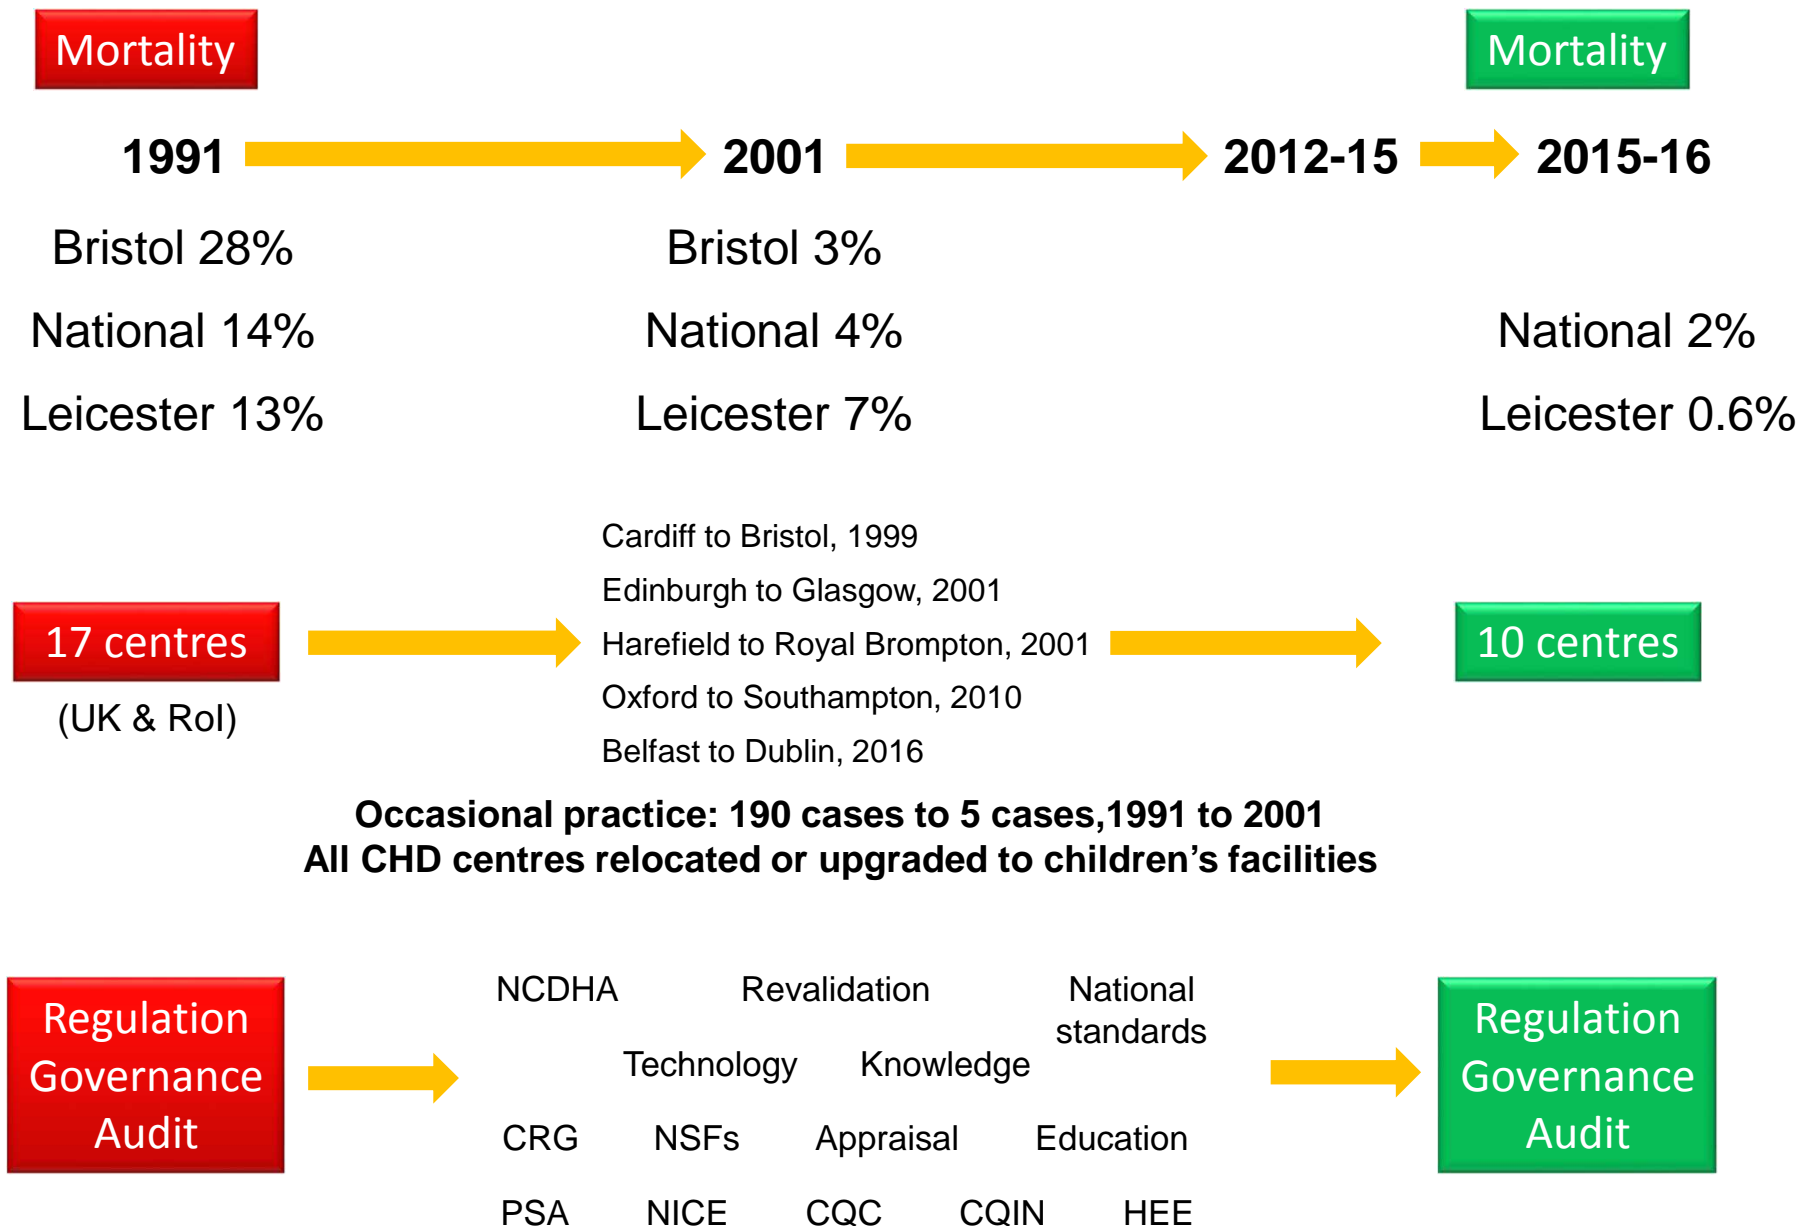 Mortality
Mortality
1991 2001 2012-15 2015-16
Bristol 28% Bristol 3%
National 14% National 4% National 2%
Leicester 13% Leicester 7% Leicester 0.6%
Cardiff to Bristol, 1999
Edinburgh to Glasgow, 2001
17 centres Harefield to Royal Brompton, 2001 10 centres
Oxford to Southampton, 2010
(UK & RoI)
Belfast to Dublin, 2016
Occasional practice: 190 cases to 5 cases,1991 to 2001
All CHD centres relocated or upgraded to children’s facilities
Regulation
Governance
Audit
NCDHA Revalidation National
standards
Technology Knowledge
CRG NSFs Appraisal Education
PSA NICE CQC CQIN HEE
Regulation
Governance
Audit